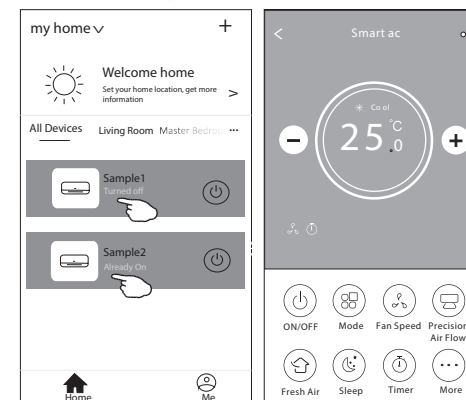 my home
+
Welcome home
Set your home location, get more
information
>
All Devices Living Room Master Bedro
Sample1
Turned off
Sample2
Already On
Home
Me
Smart ac
Cool
25.0 °C
ON/OFF Mode Fan Speed Precision
Air Flow
Fresh Air Sleep Timer More